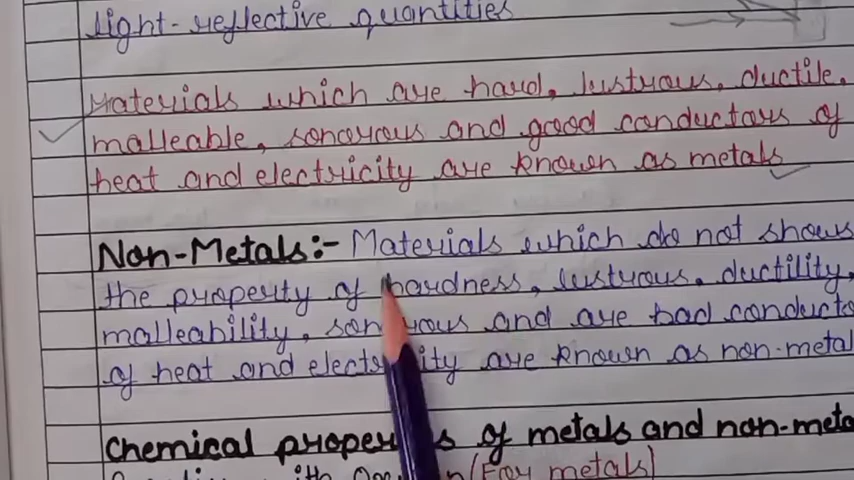 light-reflective quantities
Materials which are hard, lustrous, ductile,
malleable, sonorous and good conductors of
heat and electricity are known as metals
Non-Metals:- Materials which do not shows
the property of hardness, lustrous, ductility,
malleability, sonorous and are bad conducto
of heat and electricity are known as non-metal
Chemical properties of metals and non-meta
(For metals)